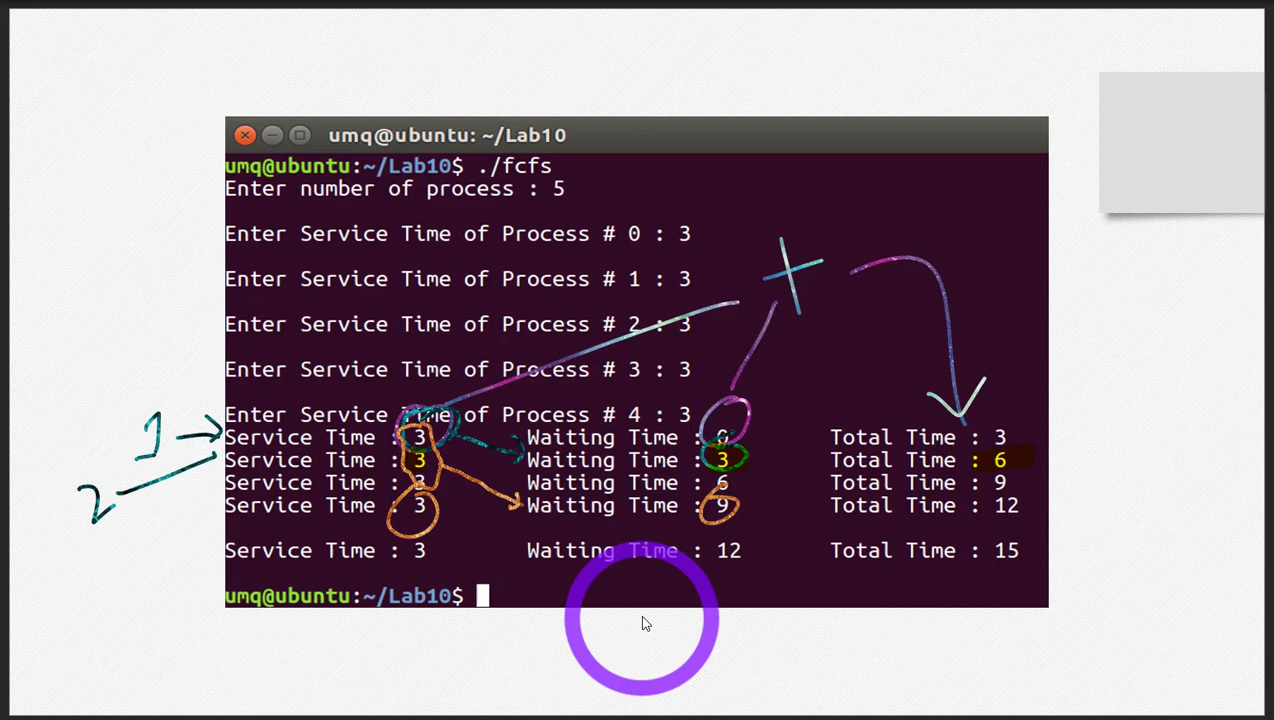 umq@ubuntu: ~/Lab10
umq@ubuntu:~/Lab10$ ./fcfs
Enter number of process : 5
Enter Service Time of Process # 0 : 3
Enter Service Time of Process # 1 : 3
Enter Service Time of Process # 2 : 3
Enter Service Time of Process # 3 : 3
Enter Service Time of Process # 4 : 3
+
1
Service Time : 3 Waiting Time : 0 Total Time : 3
Service Time : 3 Waiting Time : 3 Total Time : 6
2
Service Time : 3 Waiting Time : 6 Total Time : 9
Service Time : 3 Waiting Time : 9 Total Time : 12
Service Time : 3 Waiting Time : 12 Total Time : 15
umq@ubuntu:~/Lab10$